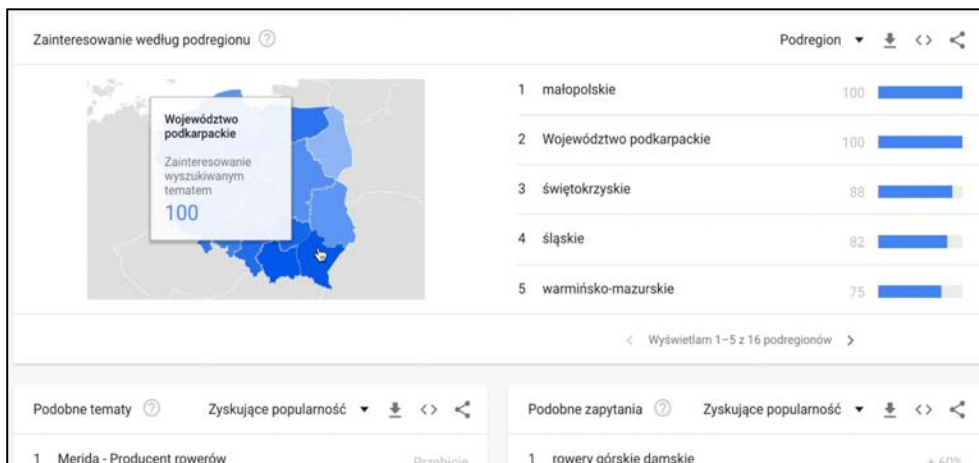 Zainteresowanie według podregionu
Podregion
Województwo
podkarpackie
Zainteresowanie
wyszukiwanym
tematem
100
1 małopolskie 100
2 Województwo podkarpackie 100
3 świętokrzyskie 88
4 śląskie 82
5 warmińsko-mazurskie 75
Wyświetlam 1–5 z 16 podregionów
Podobne tematy ? Zyskujące popularność
Podobne zapytania ? Zyskujące popularność
1 Merida - Producent rowerów Przebicie
1 rowery górskie damskie + 60%